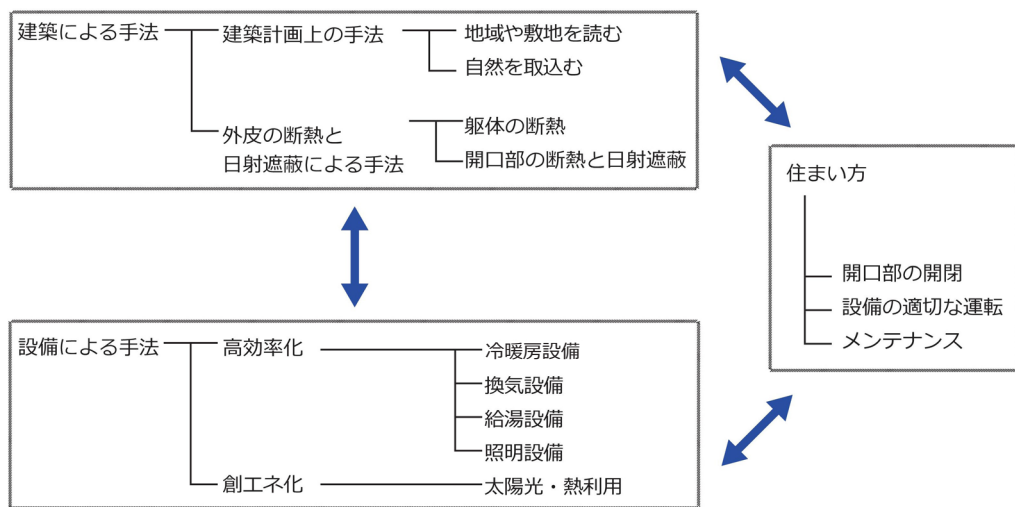 建築による手法
建築計画上の手法
地域や敷地を読む
自然を取込む
外皮の断熱と
日射遮蔽による手法
躯体の断熱
開口部の断熱と日射遮蔽
住まい方
開口部の開閉
設備の適切な運転
メンテナンス
設備による手法
高効率化
冷暖房設備
換気設備
給湯設備
照明設備
創エネ化
太陽光・熱利用